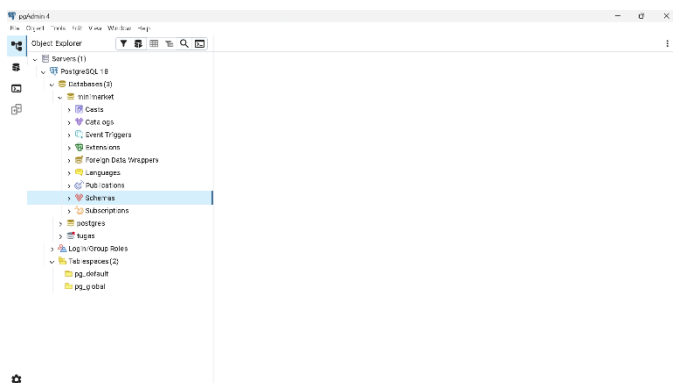 pgAdmin 4
File Object Tools Edit View Window Help
Object Explorer
Servers (1)
PostgreSQL 18
Databases (3)
minimarket
Casts
Catalogs
Event Triggers
Extensions
Foreign Data Wrappers
Languages
Publications
Schemas
Subscriptions
postgres
tugas
Login/Group Roles
Tablespaces (2)
pg_default
pg_global